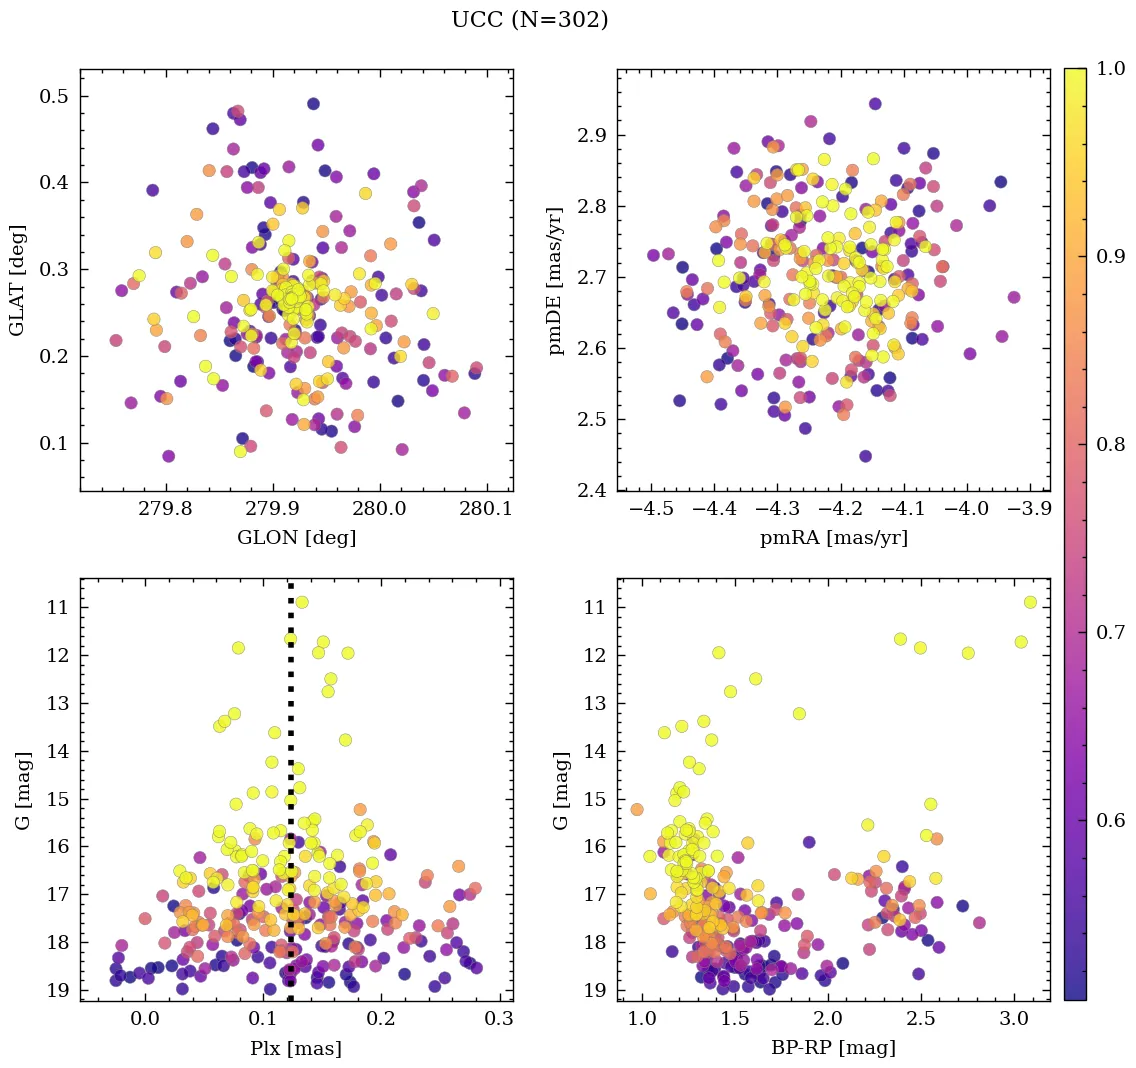 UCC (N=302)
0.5
0.4
0.3
0.2
0.1
GLAT [deg]
279.8 279.9 280.0 280.1
GLON [deg]
2.9
2.8
2.7
2.6
2.5
2.4
pmDE [mas/yr]
−4.5 −4.4 −4.3 −4.2 −4.1 −4.0 −3.9
pmRA [mas/yr]
1.0
0.9
0.8
0.7
0.6
11
12
13
14
15
16
17
18
19
G [mag]
0.0 0.1 0.2 0.3
Plx [mas]
11
12
13
14
15
16
17
18
19
G [mag]
1.0 1.5 2.0 2.5 3.0
BP-RP [mag]